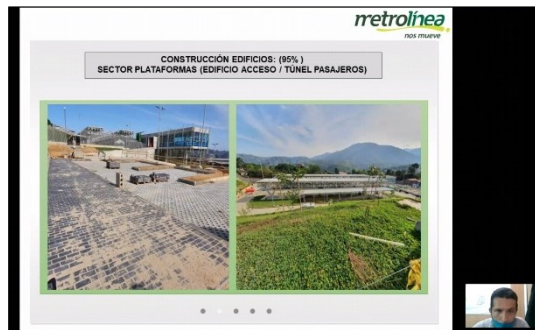 metrolínea
nos mueve
CONSTRUCCIÓN EDIFICIOS: (95% )
SECTOR PLATAFORMAS (EDIFICIO ACCESO / TÚNEL PASAJEROS)